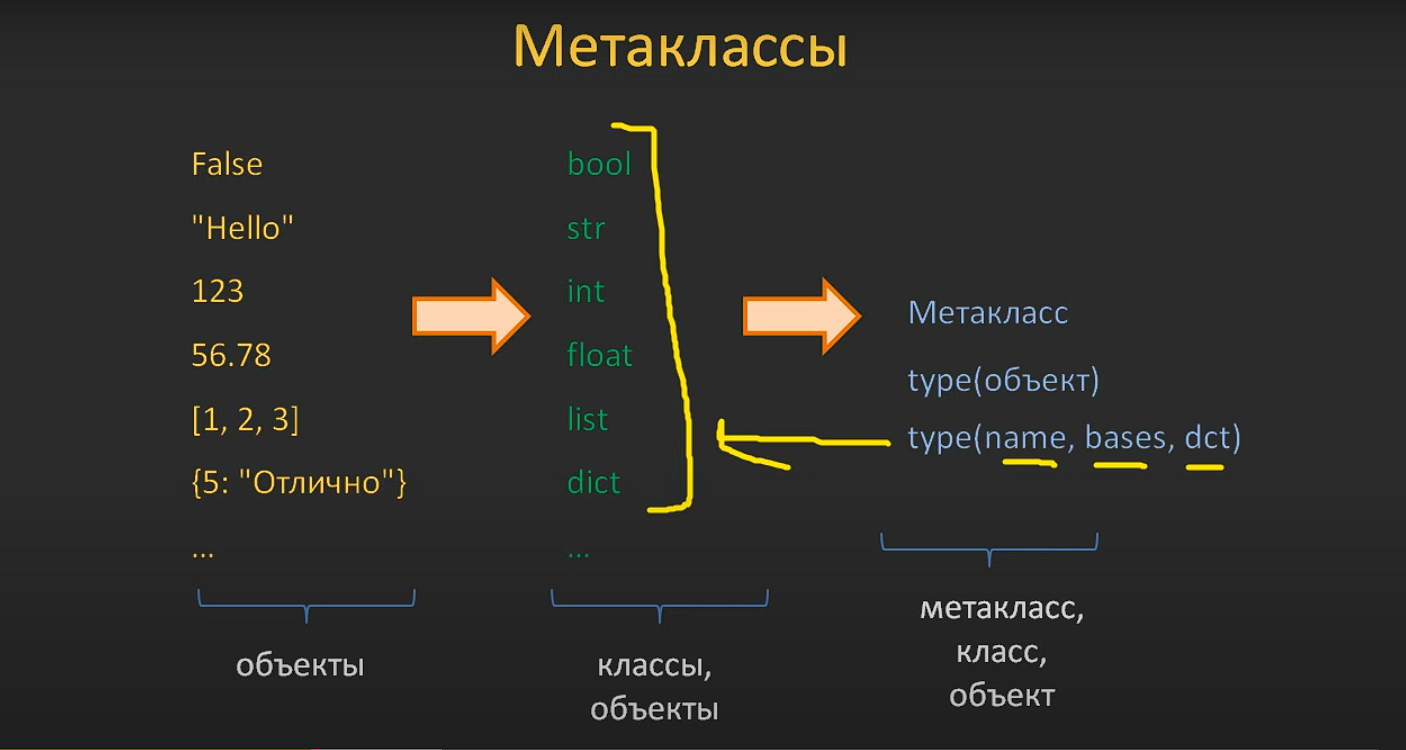 Метаклассы
False
"Hello"
123
56.78
[1, 2, 3]
{5: "Отлично"}
...
объекты
bool
str
int
float
list
dict
...
классы,
объекты
Метакласс
type(объект)
type(name, bases, dct)
метакласс,
класс,
объект